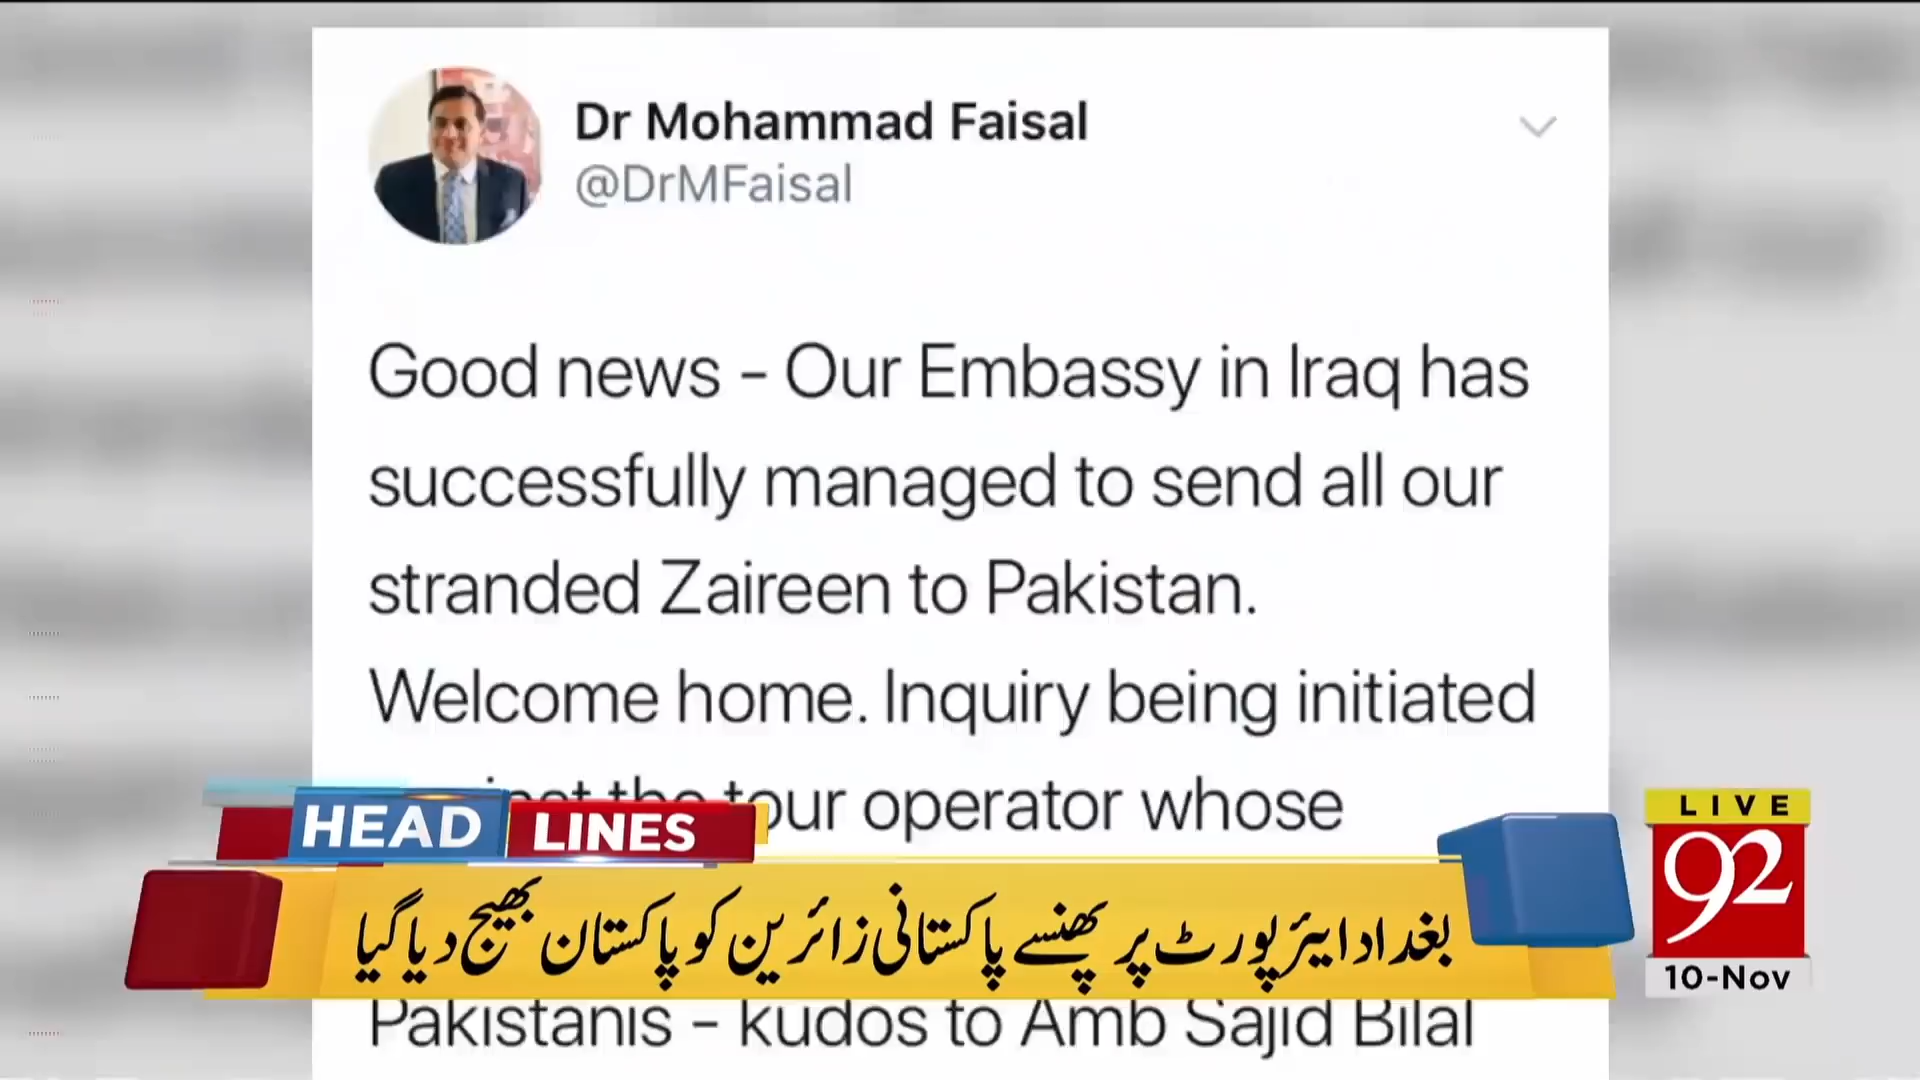 Dr Mohammad Faisal
@DrMFaisal
Good news - Our Embassy in Iraq has
successfully managed to send all our
stranded Zaireen to Pakistan.
Welcome home. Inquiry being initiated
the tour operator whose
HEAD LINES
بغداد ایئرپورٹ پر پھنسے پاکستانی زائرین کو پاکستان بھیج دیا گیا
Pakistanis - kudos to Amb Sajid Bilal
LIVE
92
10-Nov